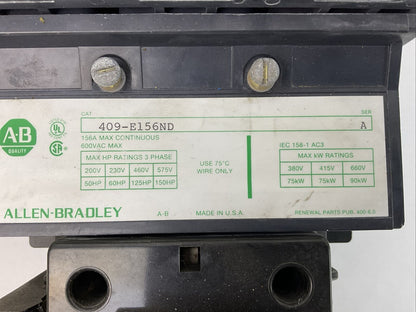 CAT SER
409-E156ND A
A-B
QUALITY
UL
SA
156A MAX CONTINUOUS
600VAC MAX
IEC 158-1 AC3
MAX HP RATINGS 3 PHASE
200V 230V 460V 575V
50HP 60HP 125HP 150HP
USE 75°C
WIRE ONLY
MAX kW RATINGS
380V 415V 660V
75kW 75kW 90kW
ALLEN-BRADLEY A-B MADE IN U.S.A. RENEWAL PARTS PUB. 400-6.0